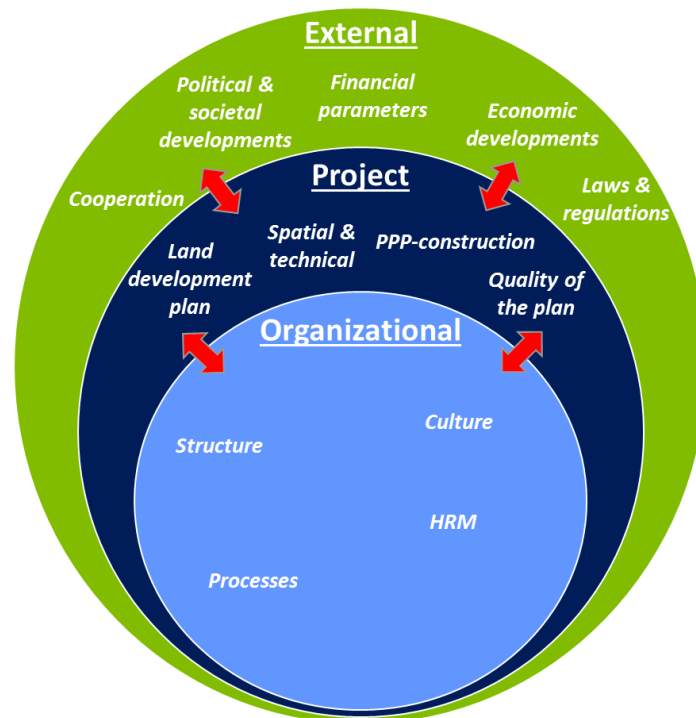 External
Political &
societal
developments
Financial
parameters
Economic
developments
Cooperation
Laws &
regulations
Project
Land
development
plan
Spatial &
technical
PPP-construction
Quality of
the plan
Organizational
Structure
Culture
HRM
Processes